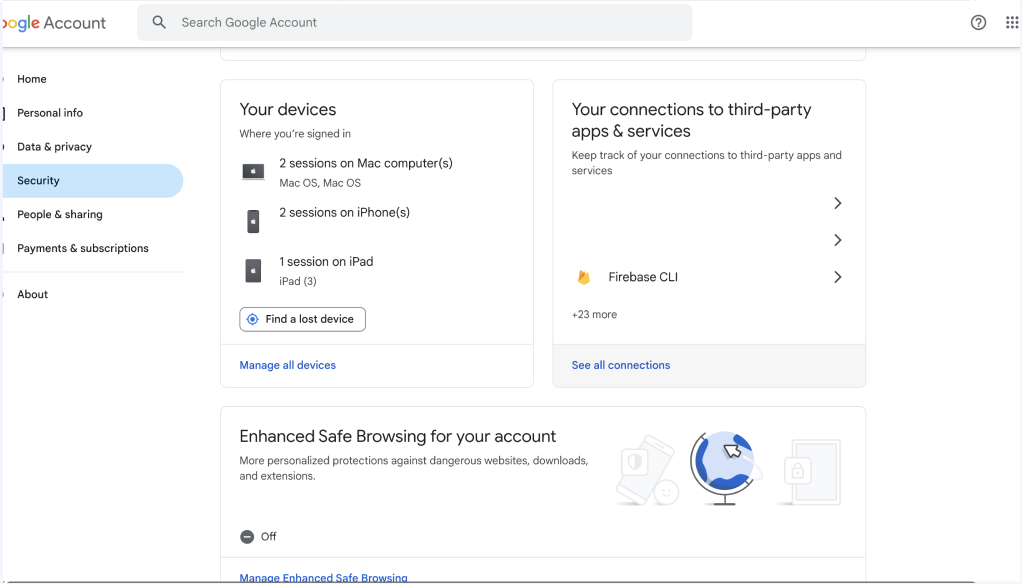 oogle Account
Search Google Account
Home
Personal info
Data & privacy
Security
People & sharing
Payments & subscriptions
About
Your devices
Where you're signed in
2 sessions on Mac computer(s)
Mac OS, Mac OS
2 sessions on iPhone(s)
1 session on iPad
iPad (3)
Find a lost device
Manage all devices
Your connections to third-party
apps & services
Keep track of your connections to third-party apps and
services
Firebase CLI
+23 more
See all connections
Enhanced Safe Browsing for your account
More personalized protections against dangerous websites, downloads,
and extensions.
Off
Manage Enhanced Safe Browsing